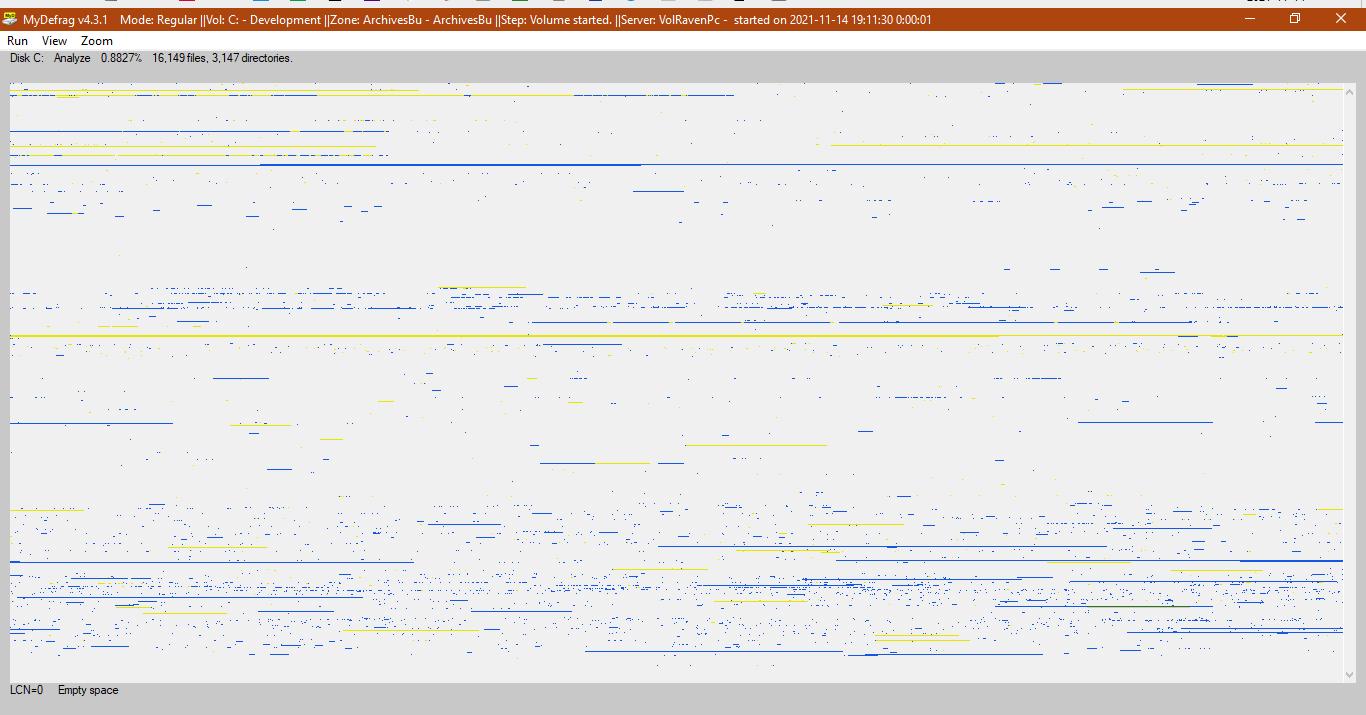 MyDefrag v4.3.1    Mode: Regular ||Vol: C: - Development ||Zone: ArchivesBu - ArchivesBu ||Step: Volume started. ||Server: VolRavenPc -  started on 2021-11-14 19:11:30 0:00:01
Run View Zoom
Disk C:   Analyze   0.8827%   16,149 files, 3,147 directories.
LCN=0   Empty space